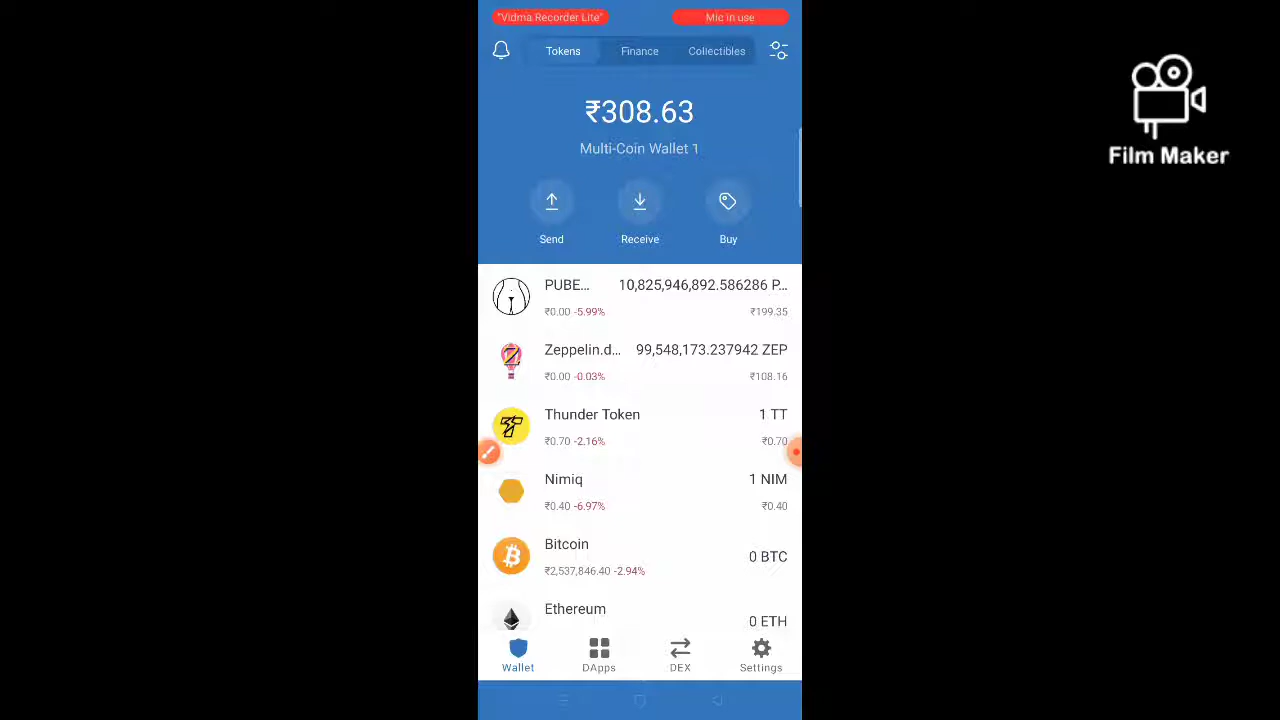 "Vidma Recorder Lite" Mic in use
Tokens Finance Collectibles
₹308.63
Multi-Coin Wallet 1
Send Receive Buy
PUBE... 10,825,946,892.586286 P...
₹0.00 -5.99% ₹199.35
Zeppelin.d... 99,548,173.237942 ZEP
₹0.00 -0.03% ₹108.16
Thunder Token 1 TT
₹0.70 -2.16% ₹0.70
Nimiq 1 NIM
₹0.40 -6.97% ₹0.40
Bitcoin 0 BTC
₹2,537,846.40 -2.94%
Ethereum 0 ETH
Wallet DApps DEX Settings
Film Maker